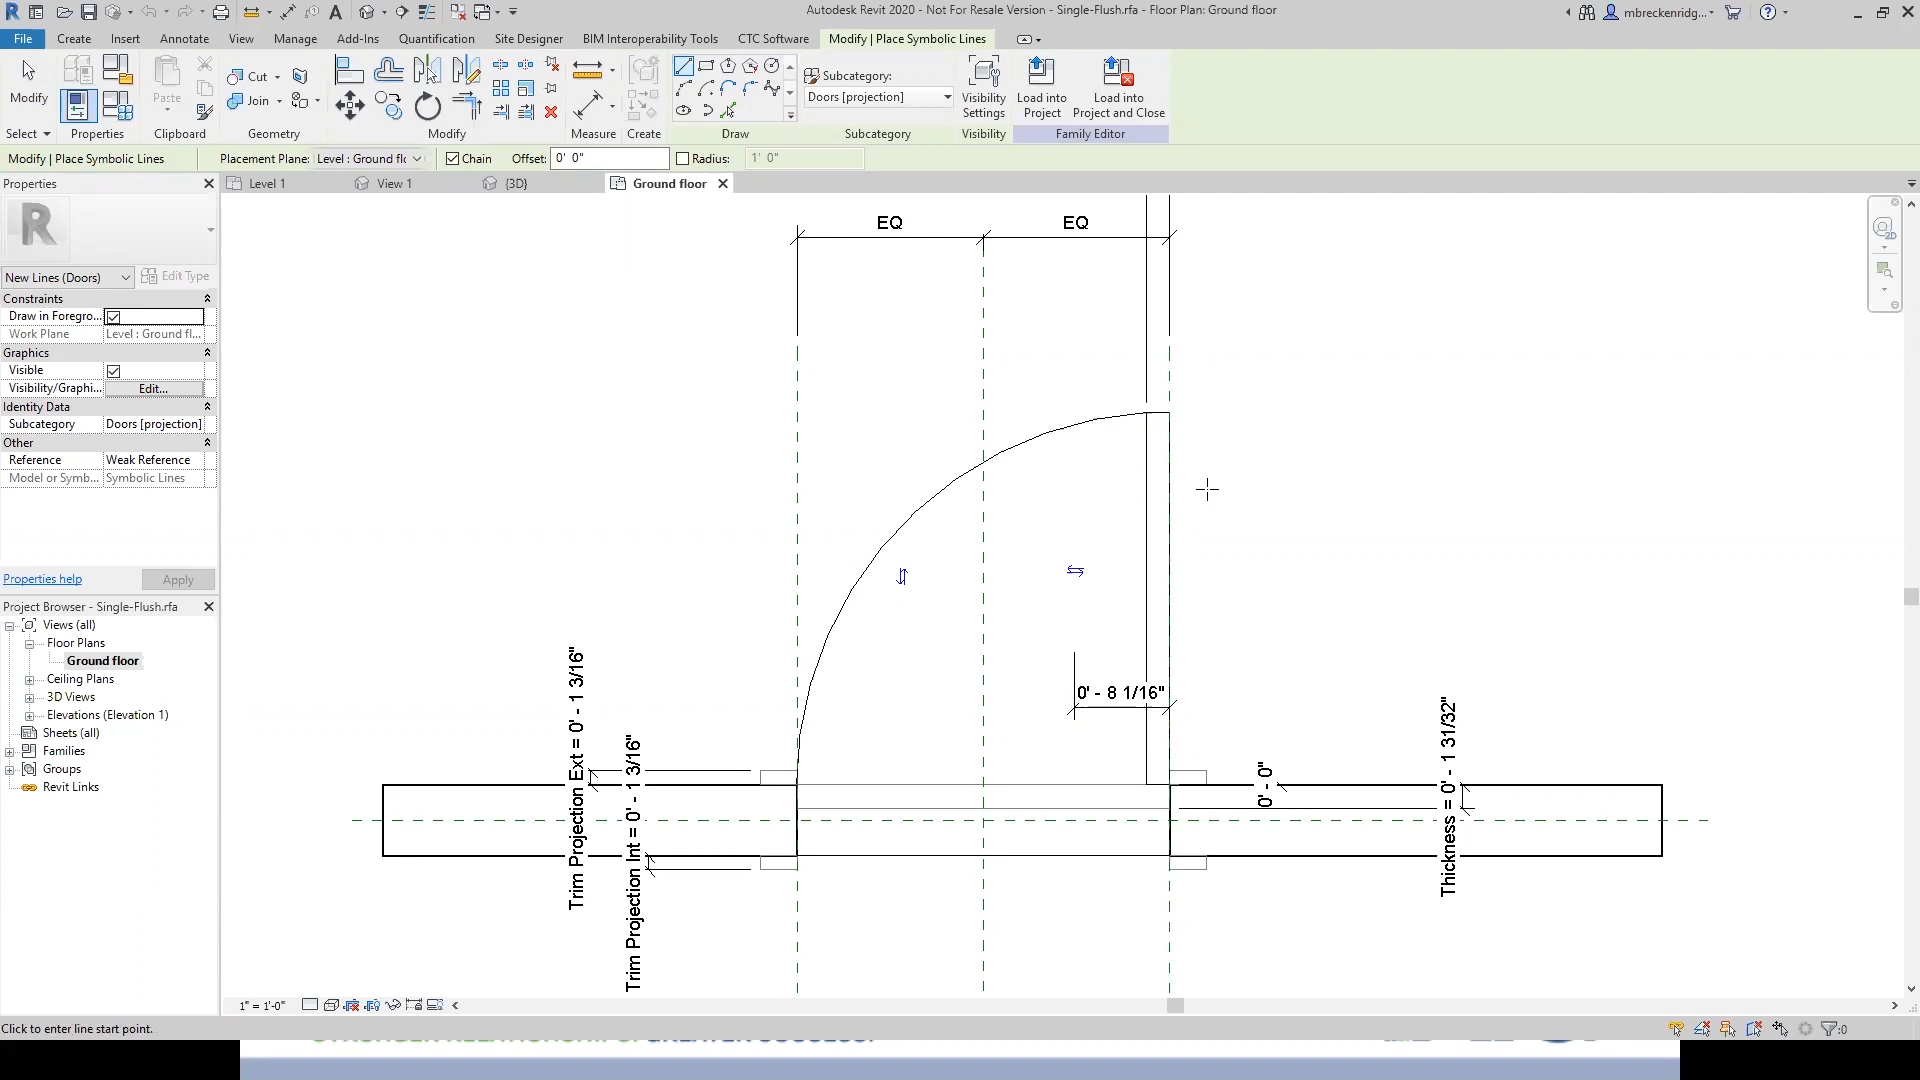 Autodesk Revit 2020 - Not For Resale Version - Single-Flush.rfa - Floor Plan: Ground floor
mbreckenridg...
File Create Insert Annotate View Manage Add-Ins Quantification Site Designer BIM Interoperability Tools CTC Software Modify | Place Symbolic Lines
Modify
Paste
Cut
Join
Subcategory:
Doors [projection]
Visibility
Settings
Load into
Project
Load into
Project and Close
Select Properties Clipboard Geometry Modify Measure Create Draw Subcategory Visibility Family Editor
Modify | Place Symbolic Lines Placement Plane: Level : Ground flc Chain Offset: 0' 0" Radius: 1' 0"
Properties
Level 1 View 1 {3D} Ground floor
R
New Lines (Doors) Edit Type
Constraints
Draw in Foregro...
Work Plane Level : Ground fl...
Graphics
Visible
Visibility/Graphi... Edit...
Identity Data
Subcategory Doors [projection]
Other
Reference Weak Reference
Model or Symb... Symbolic Lines
Properties help Apply
Project Browser - Single-Flush.rfa
Views (all)
Floor Plans
Ground floor
Ceiling Plans
3D Views
Elevations (Elevation 1)
Sheets (all)
Families
Groups
Revit Links
EQ EQ
0' - 8 1/16"
Trim Projection Ext = 0' - 1 3/16"
Trim Projection Int = 0' - 1 3/16"
0' - 0"
Thickness = 0' - 1 31/32"
2D
1" = 1'-0"
Click to enter line start point.
:0